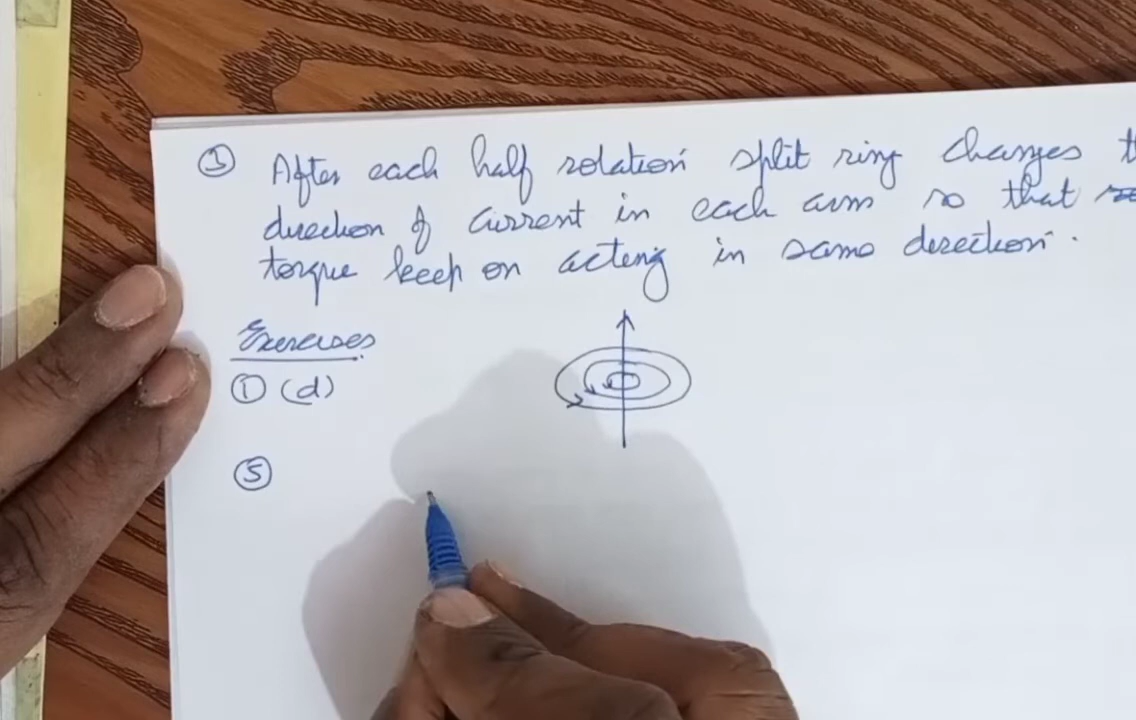 ③ After each half rotation split ring changes
direction of current in each arm so that
torque keep on acting in same direction.
Exercises
① (d)
⑤